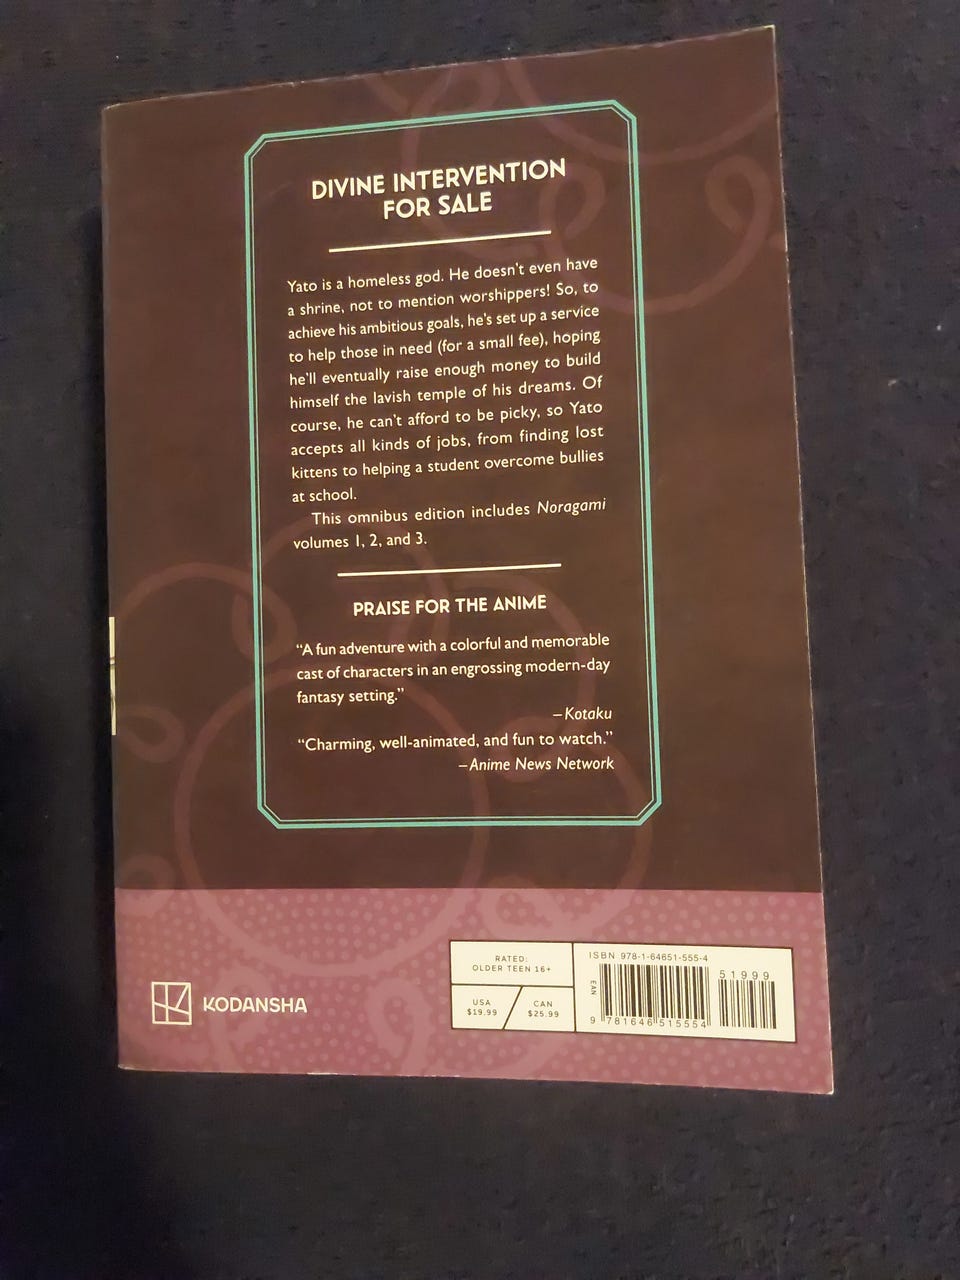 DIVINE INTERVENTION
FOR SALE
Yato is a homeless god. He doesn't even have
a shrine, not to mention worshippers! So, to
achieve his ambitious goals, he's set up a service
to help those in need (for a small fee), hoping
he'll eventually raise enough money to build
himself the lavish temple of his dreams. Of
course, he can't afford to be picky, so Yato
accepts all kinds of jobs, from finding lost
kittens to helping a student overcome bullies
at school.
This omnibus edition includes Noragami
volumes 1, 2, and 3.
PRAISE FOR THE ANIME
“A fun adventure with a colorful and memorable
cast of characters in an engrossing modern-day
fantasy setting.”
—Kotaku
“Charming, well-animated, and fun to watch.”
—Anime News Network
KODANSHA
RATED:
OLDER TEEN 16+
USA
$19.99
CAN
$25.99
ISBN 978-1-64651-555-4
51999
EAN
9 781646 515554